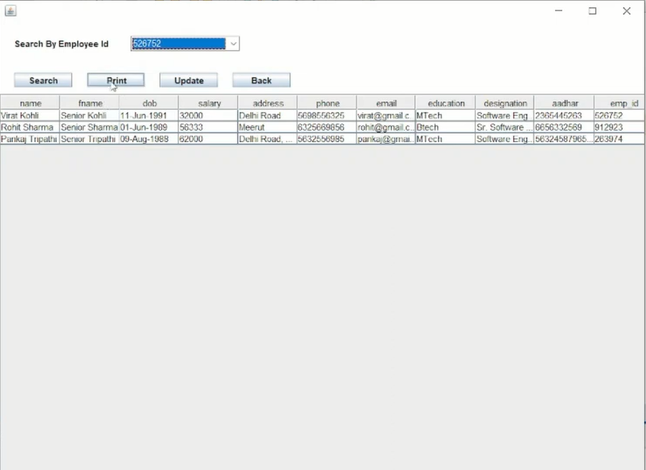 Search By Employee Id 526752
Search Print Update Back
name fname dob salary address phone email education designation aadhar emp_id
Virat Kohli Senior Kohli 11-Jun-1991 32000 Delhi Road 5698556325 virat@gmail.c... MTech Software Eng... 2365445263 526752
Rohit Sharma Senior Sharma 01-Jun-1989 56333 Meerut 6325669856 rohit@gmail.c... Btech Sr. Software ... 6656332569 912923
Pankaj Tripathi Senior Tripathi 09-Aug-1988 62000 Delhi Road, ... 5632556985 pankaj@gmai... MTech Software Eng... 56324587965... 263974